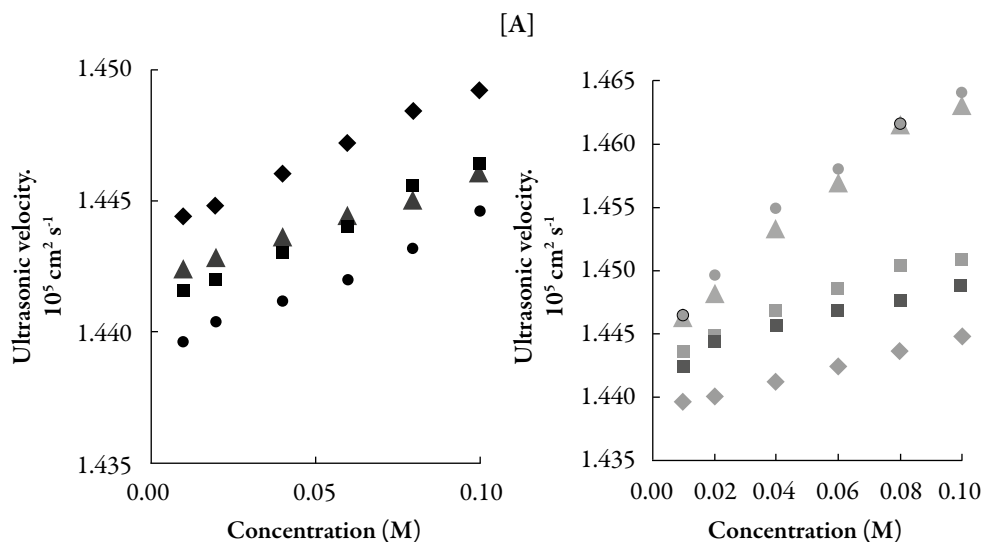 [A]
1.450
1.445
1.440
1.435
Ultrasonic velocity.
10⁵ cm² s⁻¹
0.00
0.05
0.10
Concentration (M)
1.465
1.460
1.455
1.450
1.445
1.440
1.435
Ultrasonic velocity.
10⁵ cm² s⁻¹
0.00 0.02 0.04 0.06 0.08 0.10
Concentration (M)